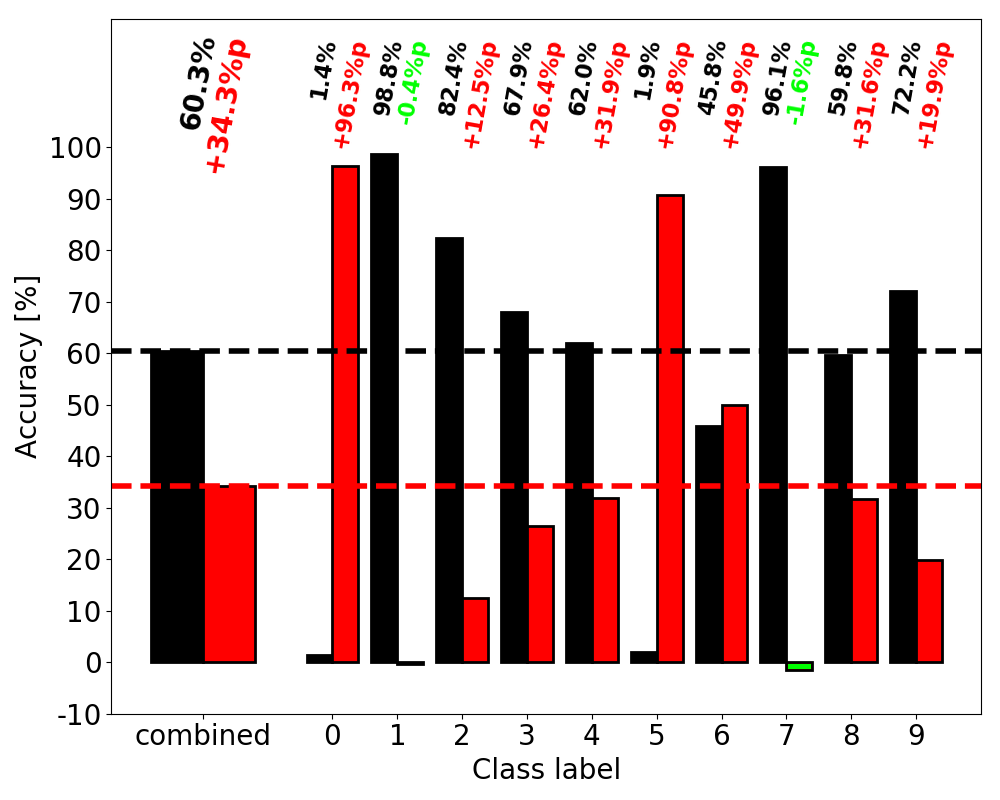 60.3%
+34.3%p
1.4%
+96.3%p
98.8%
-0.4%p
82.4%
+12.5%p
67.9%
+26.4%p
62.0%
+31.9%p
1.9%
+90.8%p
45.8%
+49.9%p
96.1%
-1.6%p
59.8%
+31.6%p
72.2%
+19.9%p
Accuracy [%]
100
90
80
70
60
50
40
30
20
10
0
-10
combined 0 1 2 3 4 5 6 7 8 9
Class label